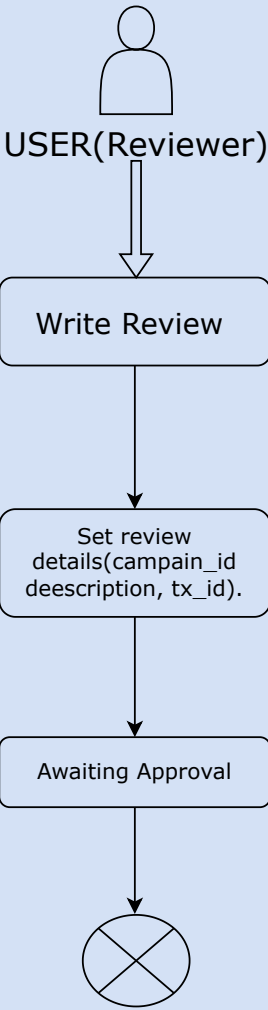 USER(Reviewer)
Write Review
Set review
details(campain_id
deescription, tx_id).
Awaiting Approval